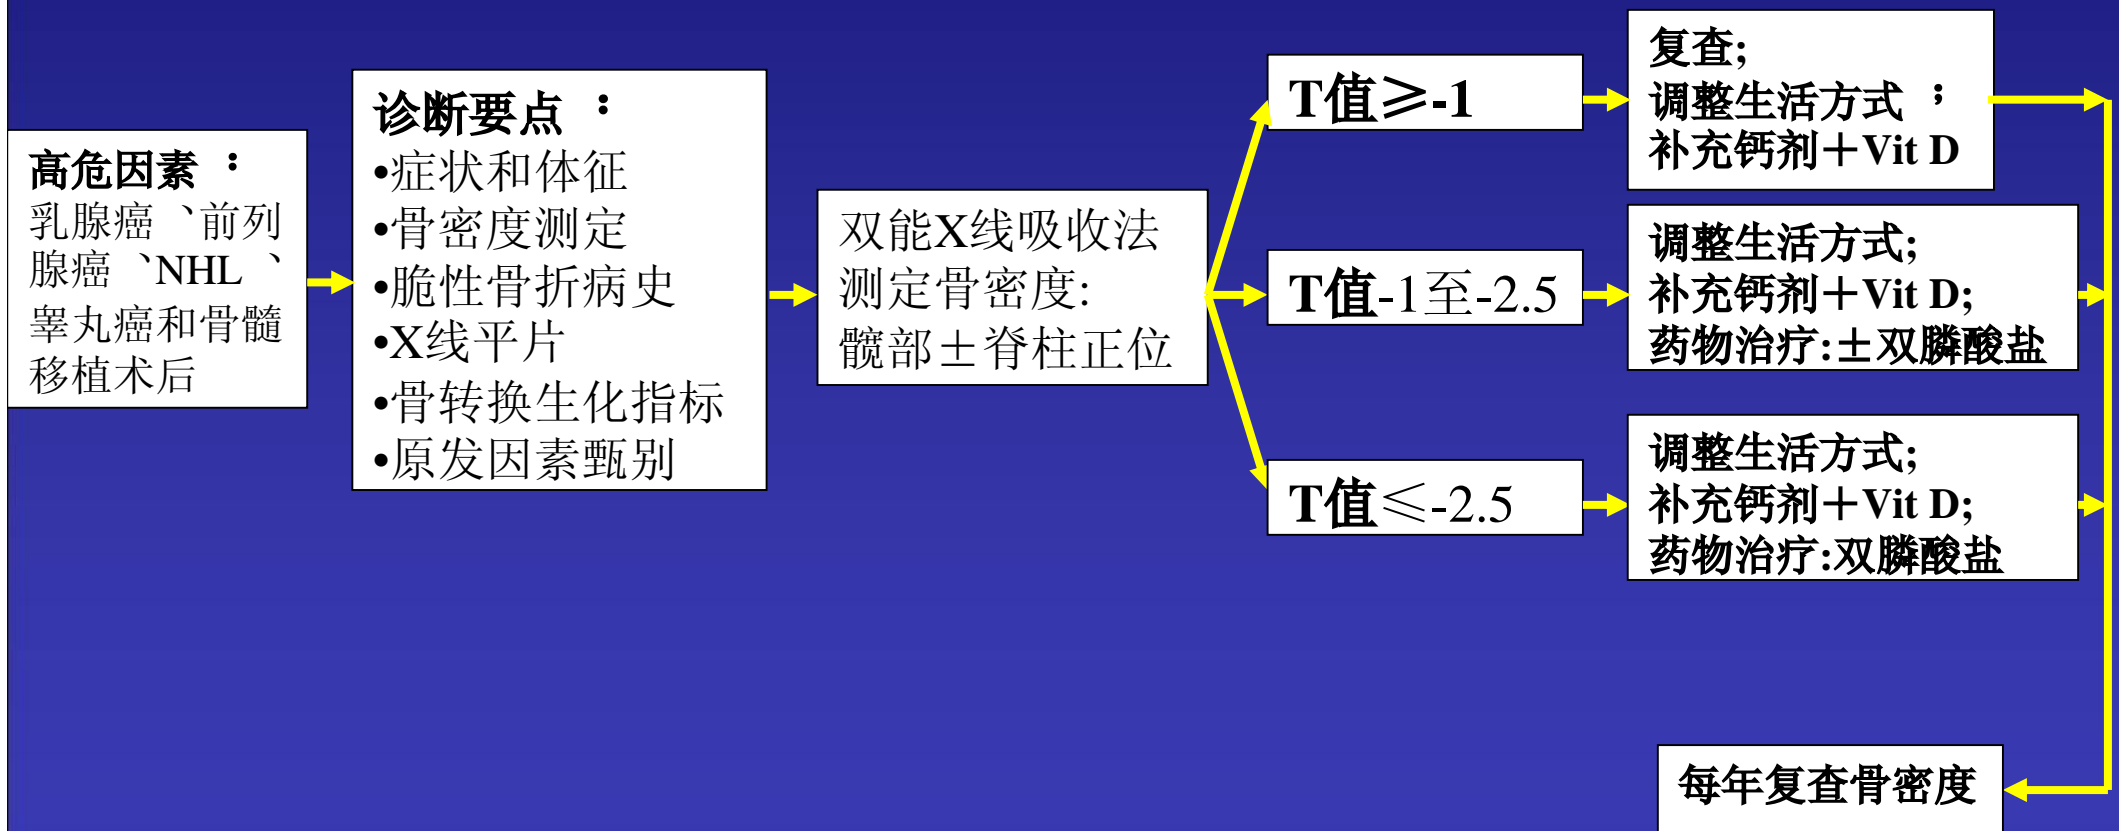 高危因素：
乳腺癌、前列
腺癌、NHL、
睾丸癌和骨髓
移植术后
诊断要点：
•症状和体征
•骨密度测定
•脆性骨折病史
•X线平片
•骨转换生化指标
•原发因素甄别
双能X线吸收法
测定骨密度:
髋部±脊柱正位
T值≥-1
复查;
调整生活方式；
补充钙剂＋Vit D
T值-1至-2.5
调整生活方式;
补充钙剂＋Vit D;
药物治疗:±双膦酸盐
T值≤-2.5
调整生活方式;
补充钙剂＋Vit D;
药物治疗:双膦酸盐
每年复查骨密度